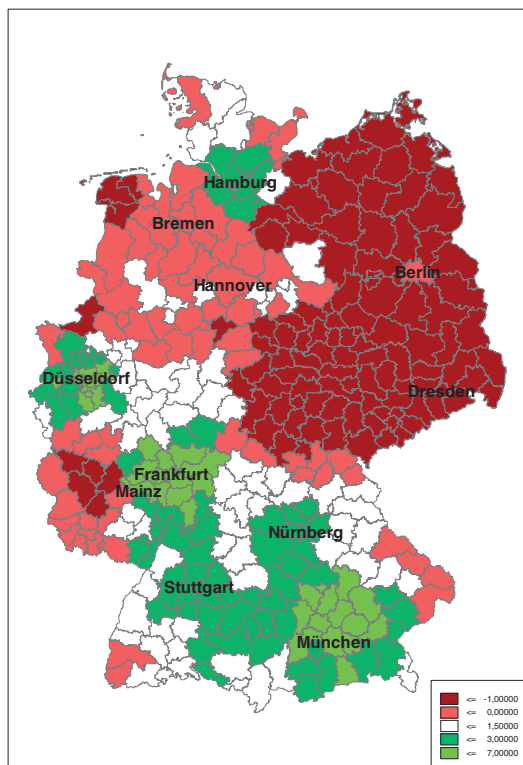 Hamburg
Bremen
Hannover
Berlin
Düsseldorf
Dresden
Frankfurt
Mainz
Nürnberg
Stuttgart
München
<= -1,00000
<= 0,00000
<= 1,50000
<= 3,00000
<= 7,00000